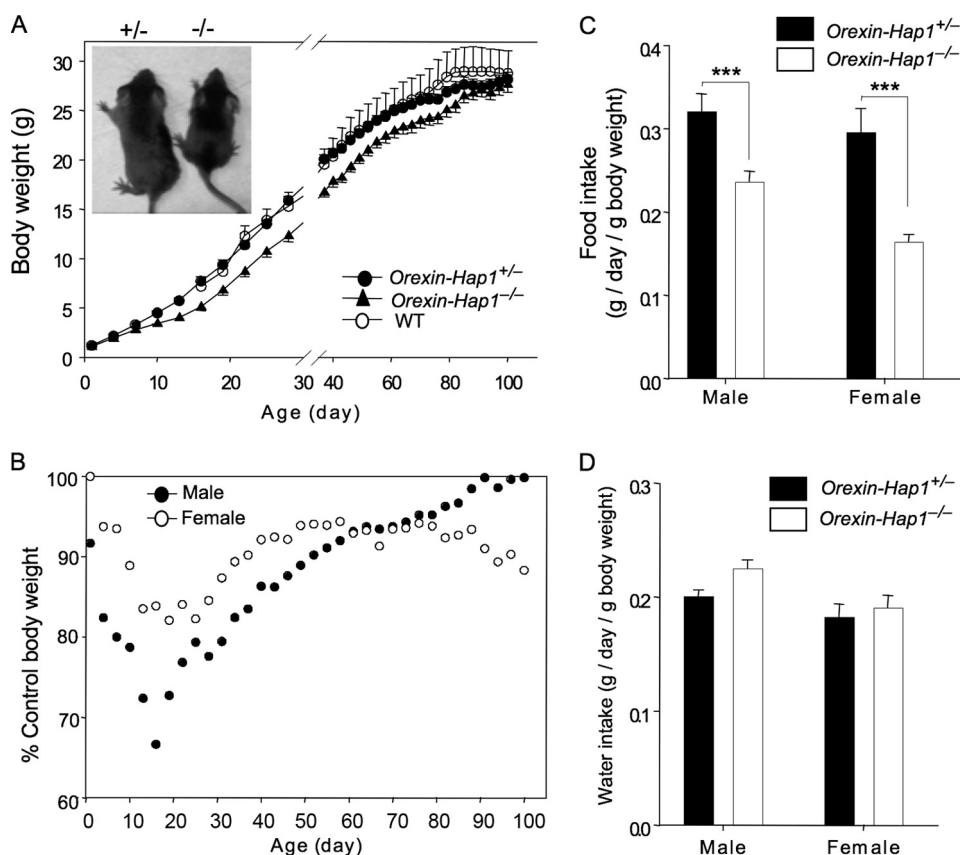 A
+/-
-/-
Body weight (g)
30
25
20
15
10
5
0
Orexin-Hap1+/–
Orexin-Hap1–/–
WT
0 10 20 30 40 50 60 70 80 90 100
Age (day)
B
% Control body weight
100
90
80
70
60
Male
Female
0 10 20 30 40 50 60 70 80 90 100
Age (day)
C
Orexin-Hap1+/–
Orexin-Hap1–/–
Food intake
(g / day / g body weight)
0.4
0.3
0.2
0.1
0.0
***
***
Male Female
D
Orexin-Hap1+/–
Orexin-Hap1–/–
Water intake (g / day / g body weight)
0.3
0.2
0.1
0.0
Male Female